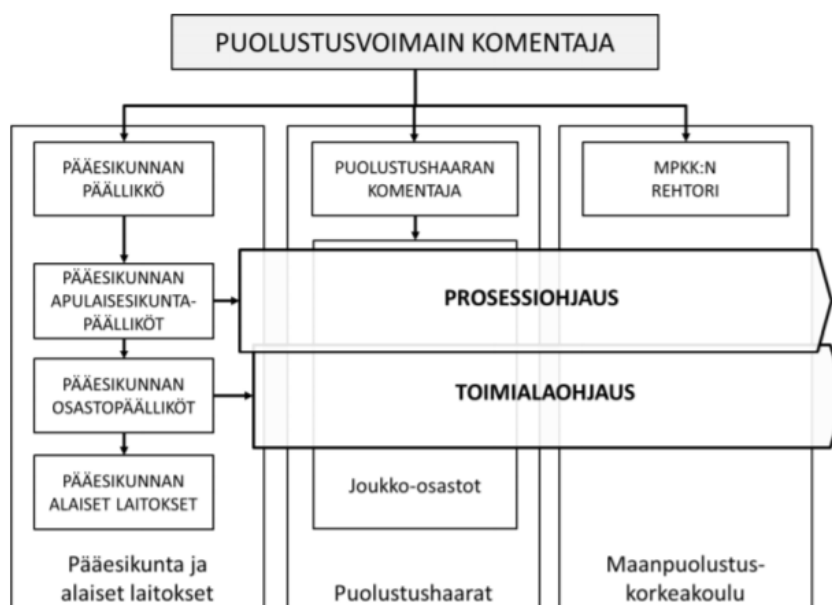 PUOLUSTUSVOIMAIN KOMENTAJA
PÄÄESIKUNNAN
PÄÄLLIKKÖ
PUOLUSTUSHAARAN
KOMENTAJA
MPKK:N
REHTORI
PÄÄESIKUNNAN
APULAISESIKUNTA-
PÄÄLLIKÖT
PROSESSIOHJAUS
PÄÄESIKUNNAN
OSASTOPÄÄLLIKÖT
TOIMIALAOHJAUS
PÄÄESIKUNNAN
ALAISET LAITOKSET
Joukko-osastot
Pääesikunta ja
alaiset laitokset
Puolustushaarat
Maanpuolustus-
korkeakoulu